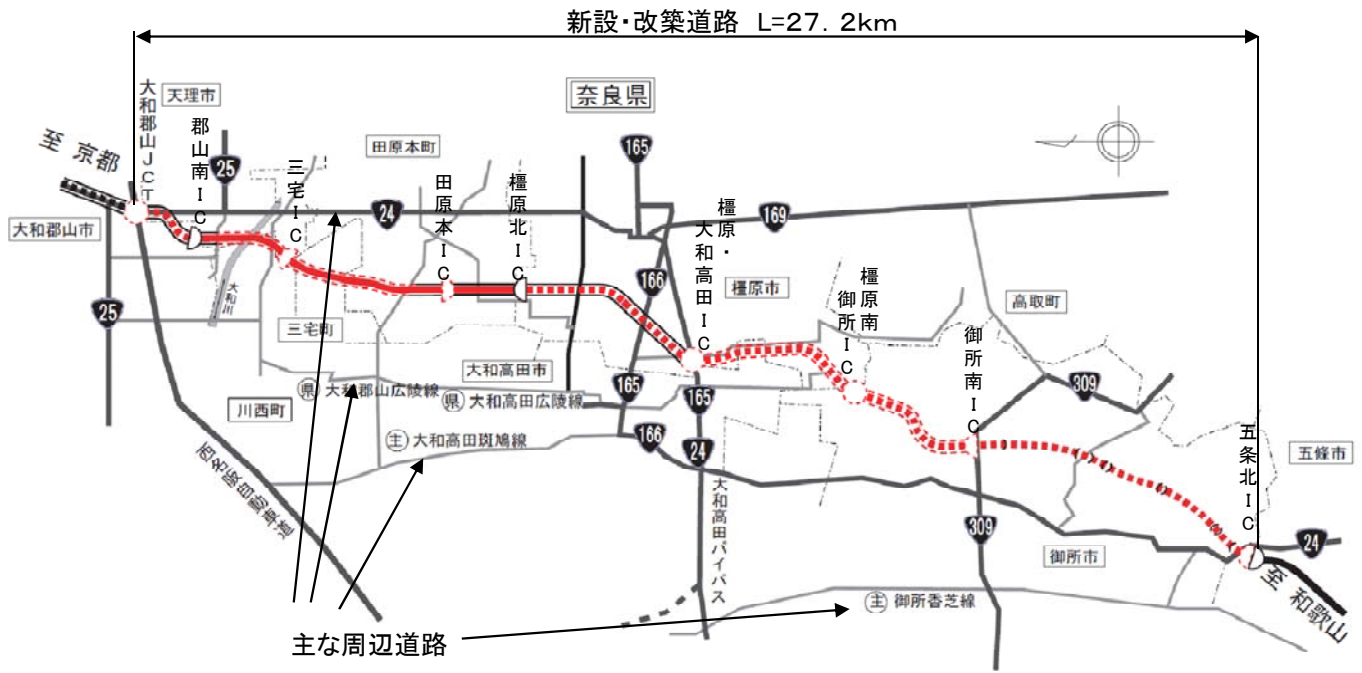 新設・改築道路 L=27.2km
奈良県
天理市
大和郡山JCT
至 京都
郡山南IC
25
三宅IC
田原本町
24
田原本IC
橿原北IC
165
169
橿原・
大和高田IC
大和郡山市
大和川
25
166
橿原市
橿原南
御所IC
高取町
御所南IC
三宅町
大和高田市
県 大和郡山広陵線
県 大和高田広陵線
川西町
主 大和高田斑鳩線
165
165
166
24
309
五条北IC
五條市
西名阪自動車道
大和高田バイパス
309
御所市
24
主 御所香芝線
至 和歌山
主な周辺道路